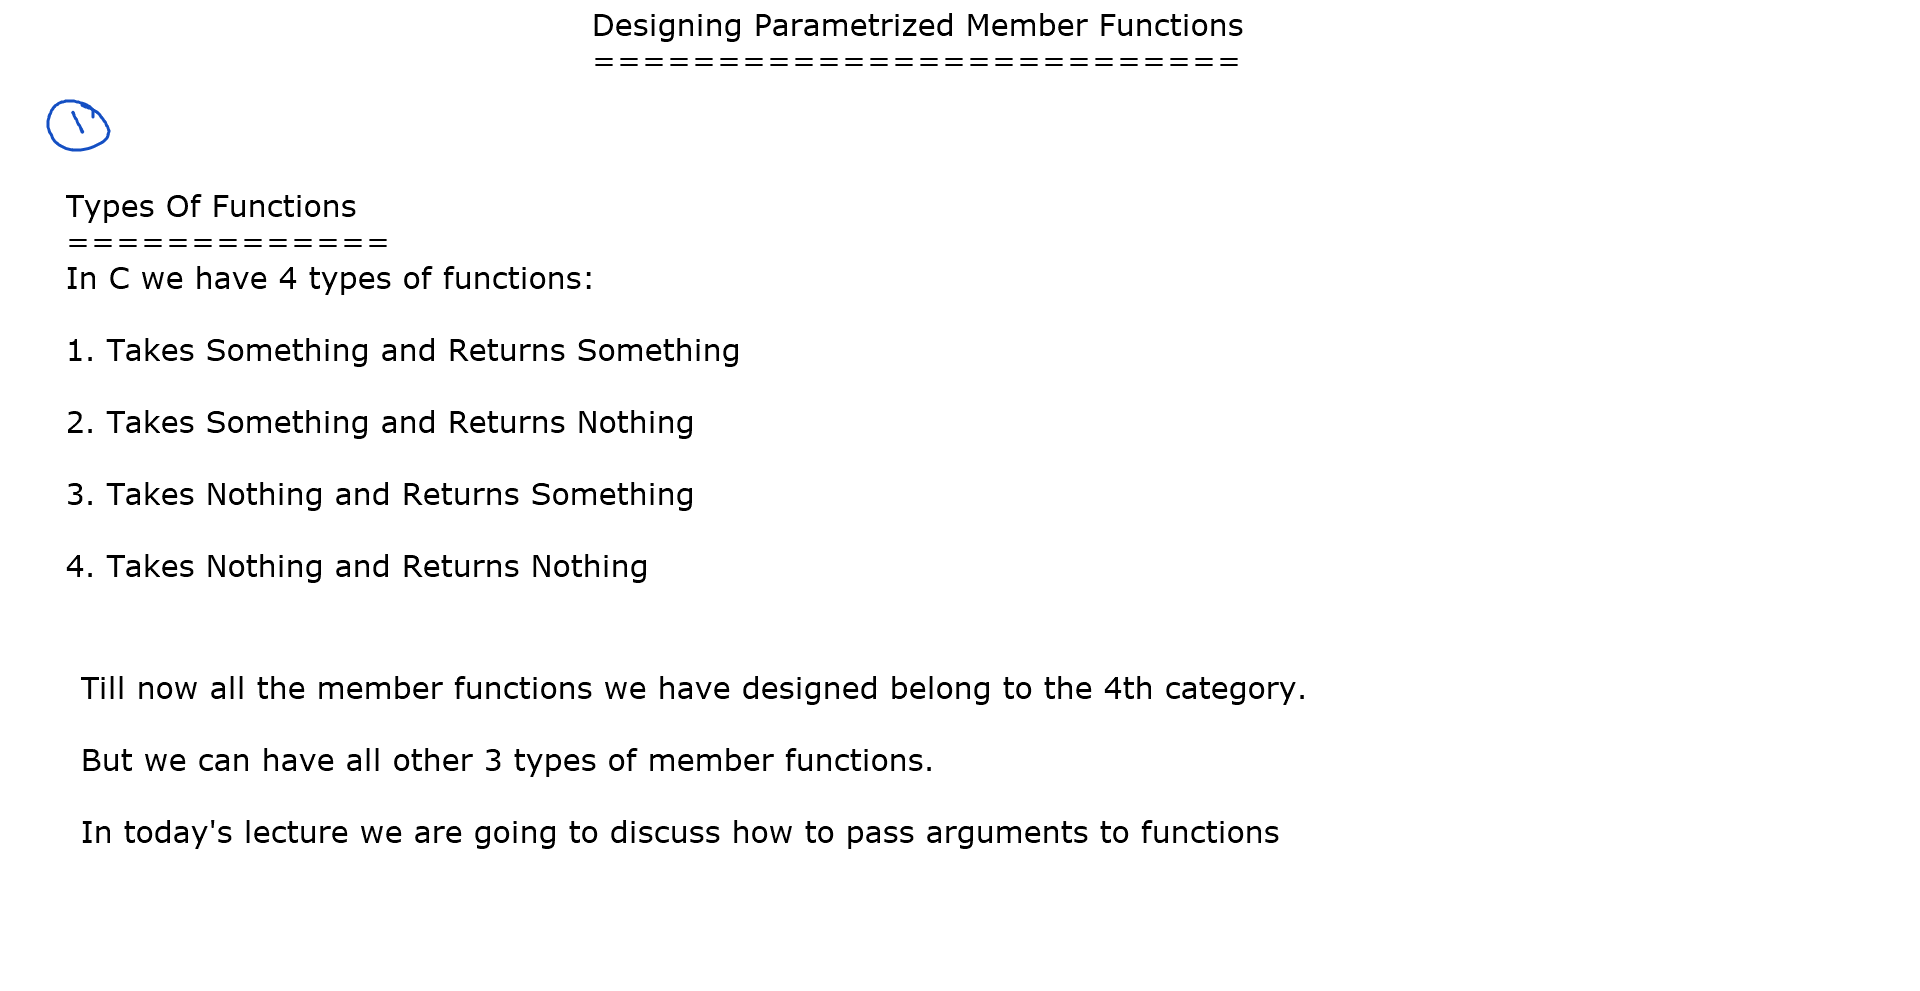 Designing Parametrized Member Functions
==========================
1
Types Of Functions
=============
In C we have 4 types of functions:
1. Takes Something and Returns Something
2. Takes Something and Returns Nothing
3. Takes Nothing and Returns Something
4. Takes Nothing and Returns Nothing
Till now all the member functions we have designed belong to the 4th category.
But we can have all other 3 types of member functions.
In today's lecture we are going to discuss how to pass arguments to functions